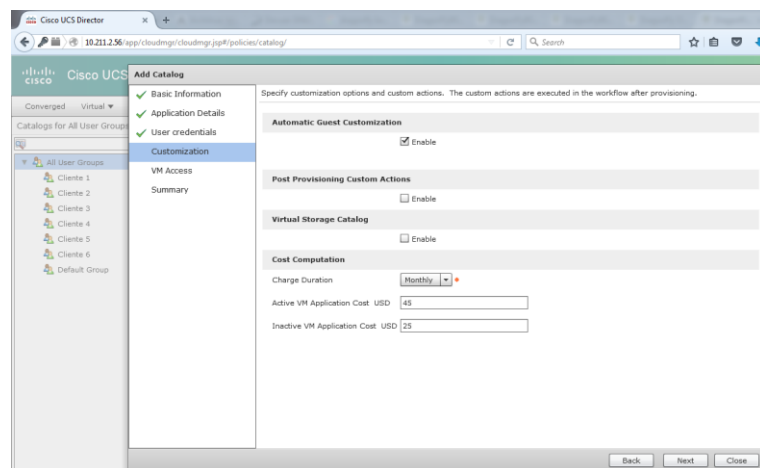 Cisco UCS Director
10.211.2.56/app/cloudmgr/cloudmgr.jsp#/policies/catalog/
Search
cisco Cisco UCS
Converged Virtual
Catalogs for All User Groups
All User Groups
Cliente 1
Cliente 2
Cliente 3
Cliente 4
Cliente 5
Cliente 6
Default Group
Add Catalog
Basic Information
Application Details
User credentials
Customization
VM Access
Summary
Specify customization options and custom actions. The custom actions are executed in the workflow after provisioning.
Automatic Guest Customization
Enable
Post Provisioning Custom Actions
Enable
Virtual Storage Catalog
Enable
Cost Computation
Charge Duration Monthly *
Active VM Application Cost USD 45
Inactive VM Application Cost USD 25
Back Next Close